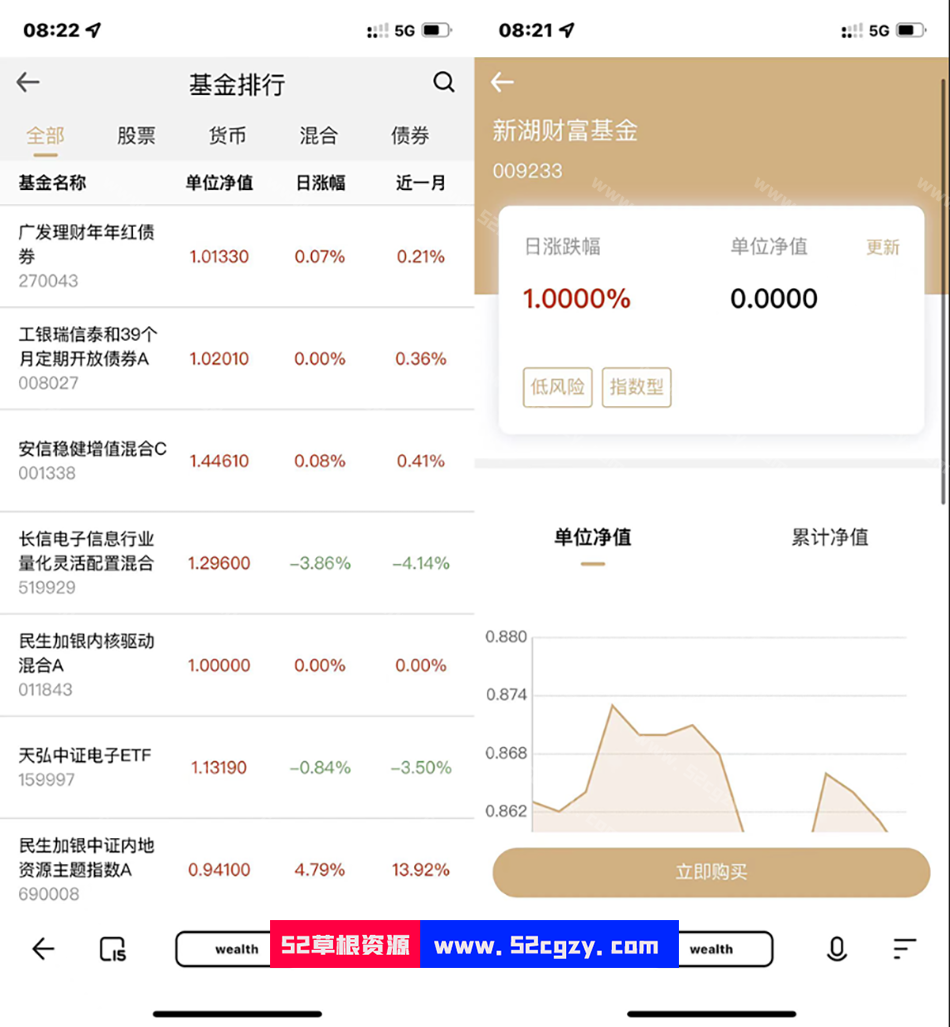 08:22
5G
基金排行
全部 股票 货币 混合 债券
基金名称 单位净值 日涨幅 近一月
广发理财年年红债
券
270043
1.01330 0.07% 0.21%
工银瑞信泰和39个
月定期开放债券A
008027
1.02010 0.00% 0.36%
安信稳健增值混合C
001338
1.44610 0.08% 0.41%
长信电子信息行业
量化灵活配置混合
519929
1.29600 -3.86% -4.14%
民生加银内核驱动
混合A
011843
1.00000 0.00% 0.00%
天弘中证电子ETF
159997
1.13190 -0.84% -3.50%
民生加银中证内地
资源主题指数A
690008
0.94100 4.79% 13.92%
15
wealth
08:21
5G
新湖财富基金
009233
日涨跌幅 单位净值 更新
1.0000% 0.0000
低风险 指数型
单位净值 累计净值
0.880
0.874
0.868
0.862
立即购买
wealth
52草根资源 www.52cgzy.com